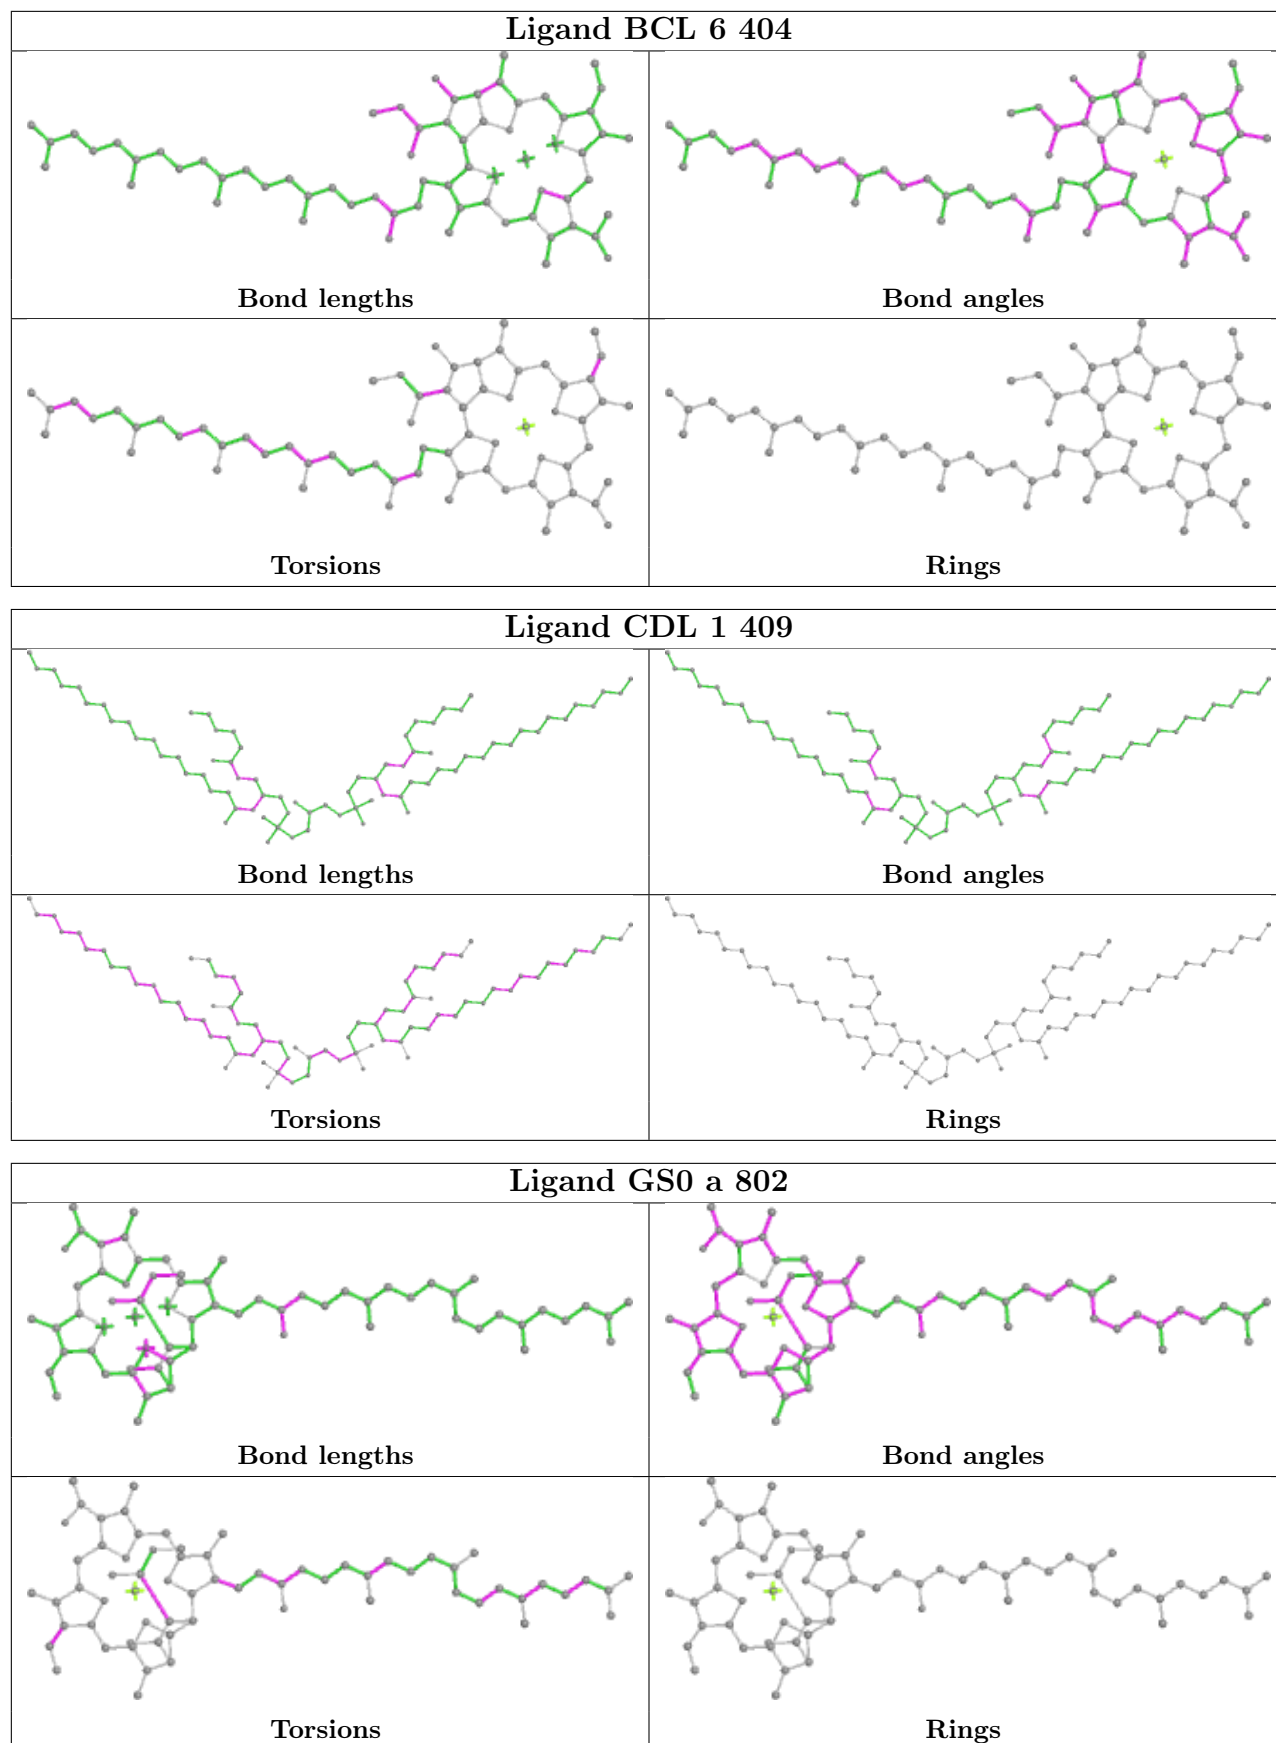 Ligand BCL 6 404
Bond lengths
Bond angles
Torsions
Rings
Ligand CDL 1 409
Bond lengths
Bond angles
Torsions
Rings
Ligand GS0 a 802
Bond lengths
Bond angles
Torsions
Rings